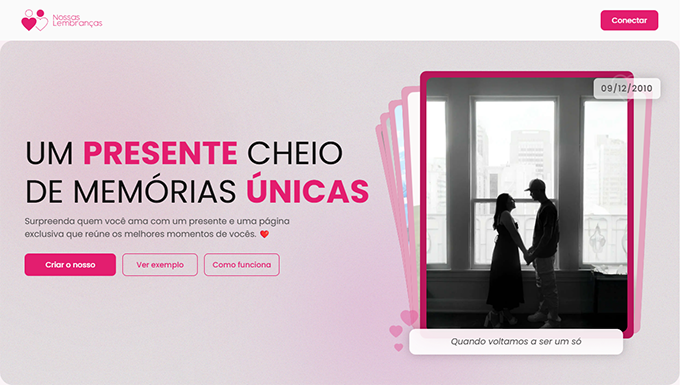 Nossas
Lembranças
Conectar
09/12/2010
UM PRESENTE CHEIO
DE MEMÓRIAS ÚNICAS
Surpreenda quem você ama com um presente e uma página
exclusiva que reúne os melhores momentos de vocês. ❤️
Criar o nosso
Ver exemplo
Como funciona
Quando voltamos a ser um só